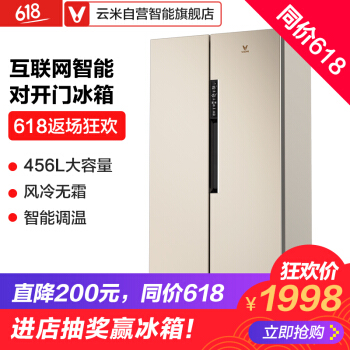 618
云米自营智能旗舰店
同价618
互联网智能
对开门冰箱
618返场狂欢
456L大容量
风冷无霜
智能调温
直降200元，同价618
进店抽奖赢冰箱！
狂欢价
¥1998
立即抢购